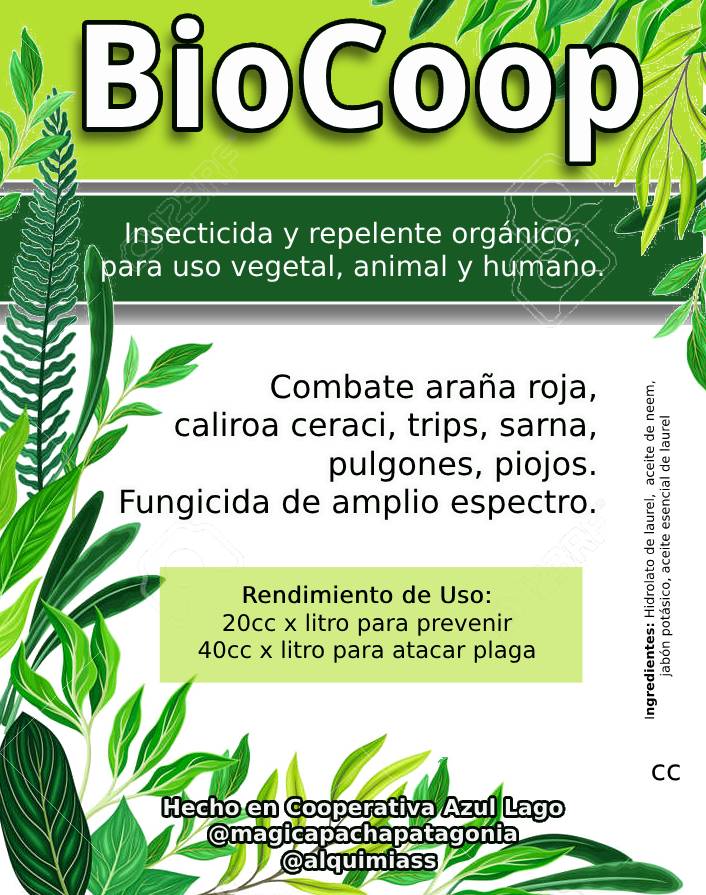 BioCoop
Insecticida y repelente orgánico,
para uso vegetal, animal y humano.
Combate araña roja,
caliroa ceraci, trips, sarna,
pulgones, piojos.
Fungicida de amplio espectro.
Ingredientes: Hidrolato de laurel, aceite de neem,
jabón potásico, aceite esencial de laurel
Rendimiento de Uso:
20cc x litro para prevenir
40cc x litro para atacar plaga
cc
Hecho en Cooperativa Azul Lago
@magicapachapatagonia
@alquimiass